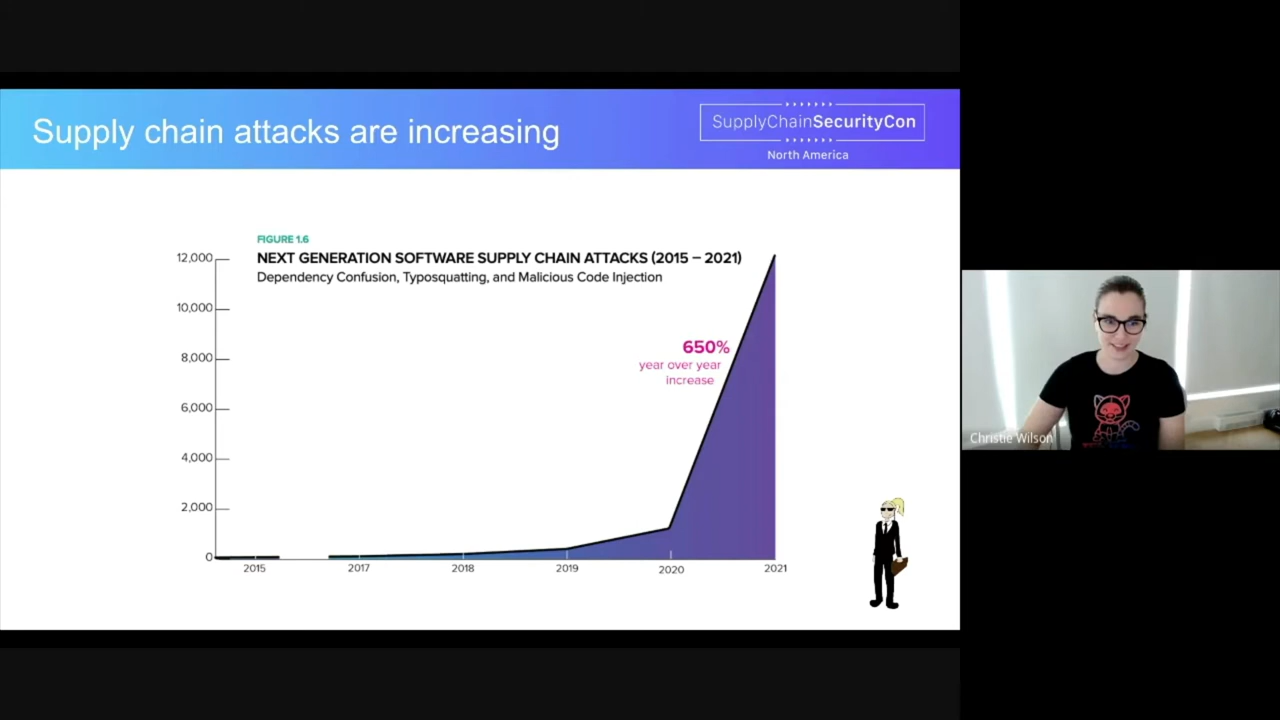 Supply chain attacks are increasing
SupplyChainSecurityCon
North America
FIGURE 1.6
NEXT GENERATION SOFTWARE SUPPLY CHAIN ATTACKS (2015 – 2021)
Dependency Confusion, Typosquatting, and Malicious Code Injection
12,000
10,000
8,000
6,000
4,000
2,000
0
650%
year over year
increase
2015
2017
2018
2019
2020
2021
Christie Wilson